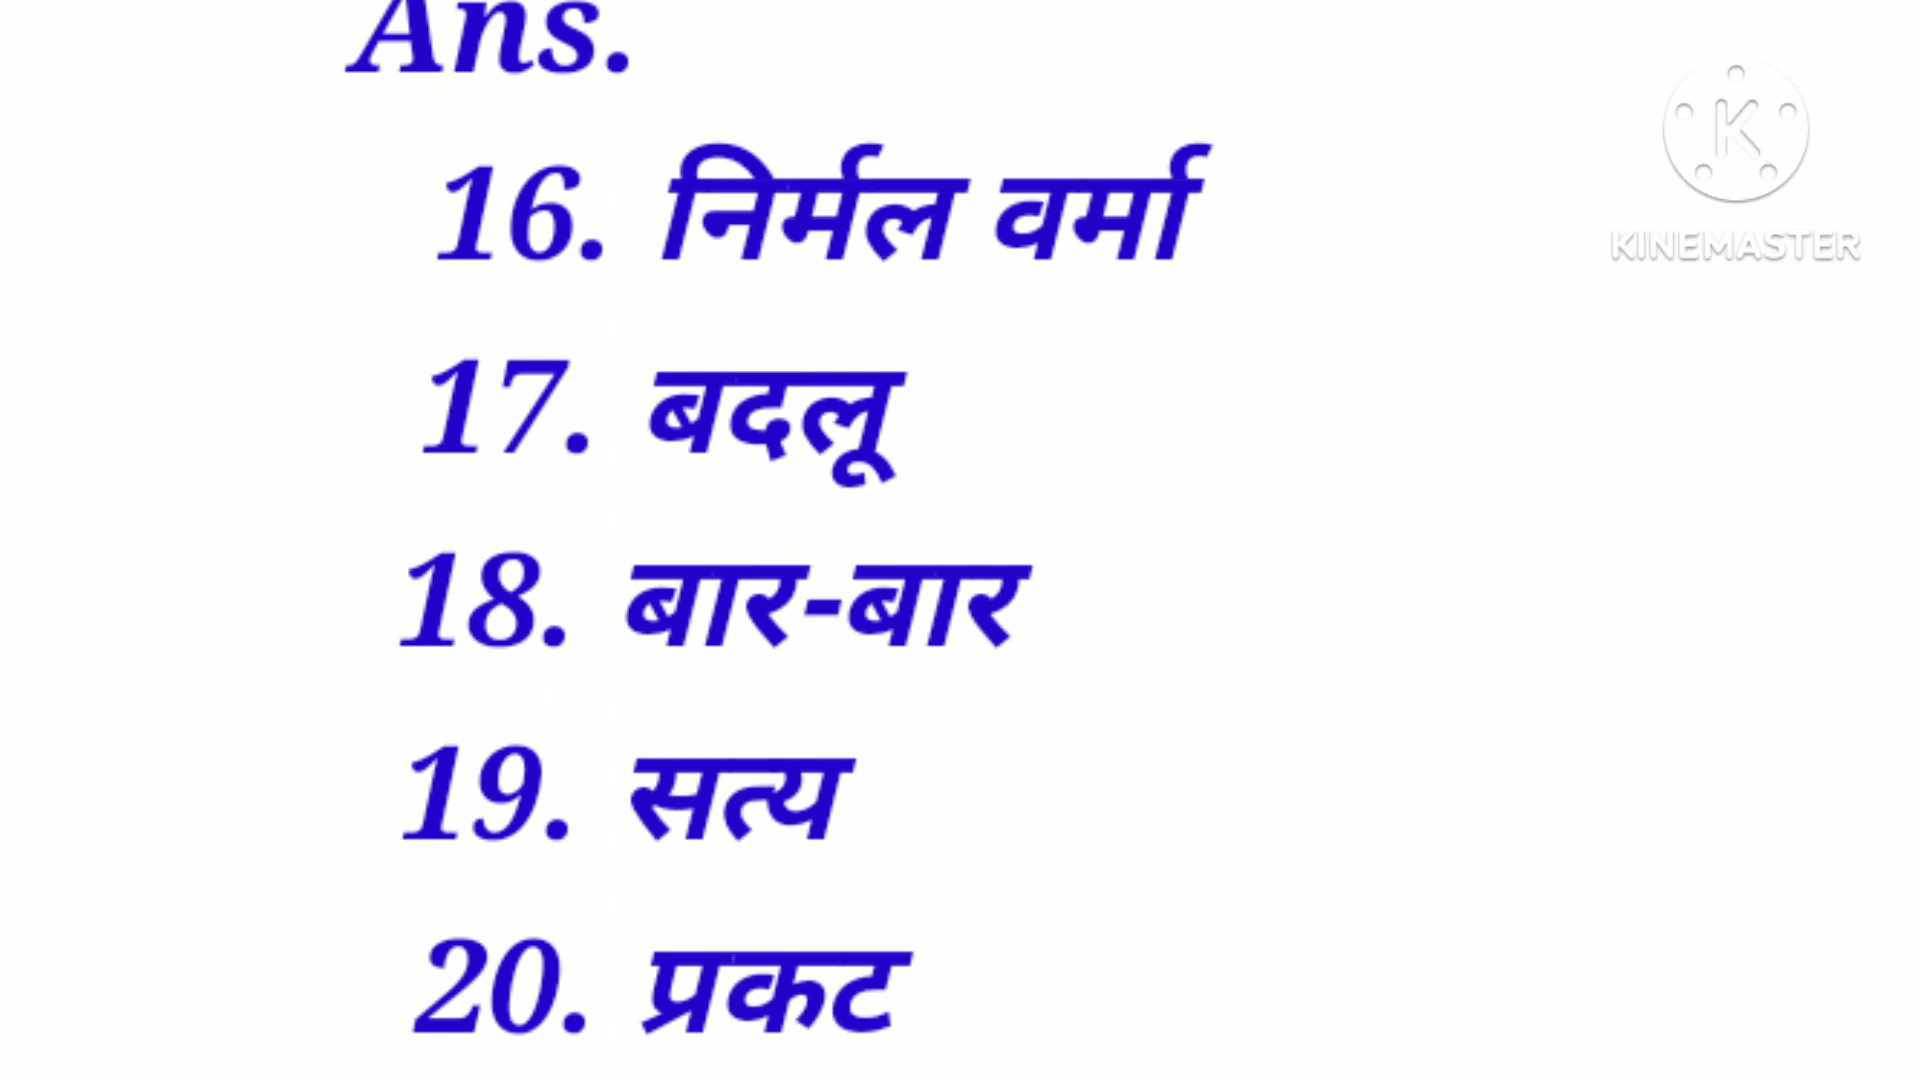 Ans.
16. निर्मल वर्मा
17. बदलू
18. बार-बार
19. सत्य
20. प्रकट
K
KINEMASTER